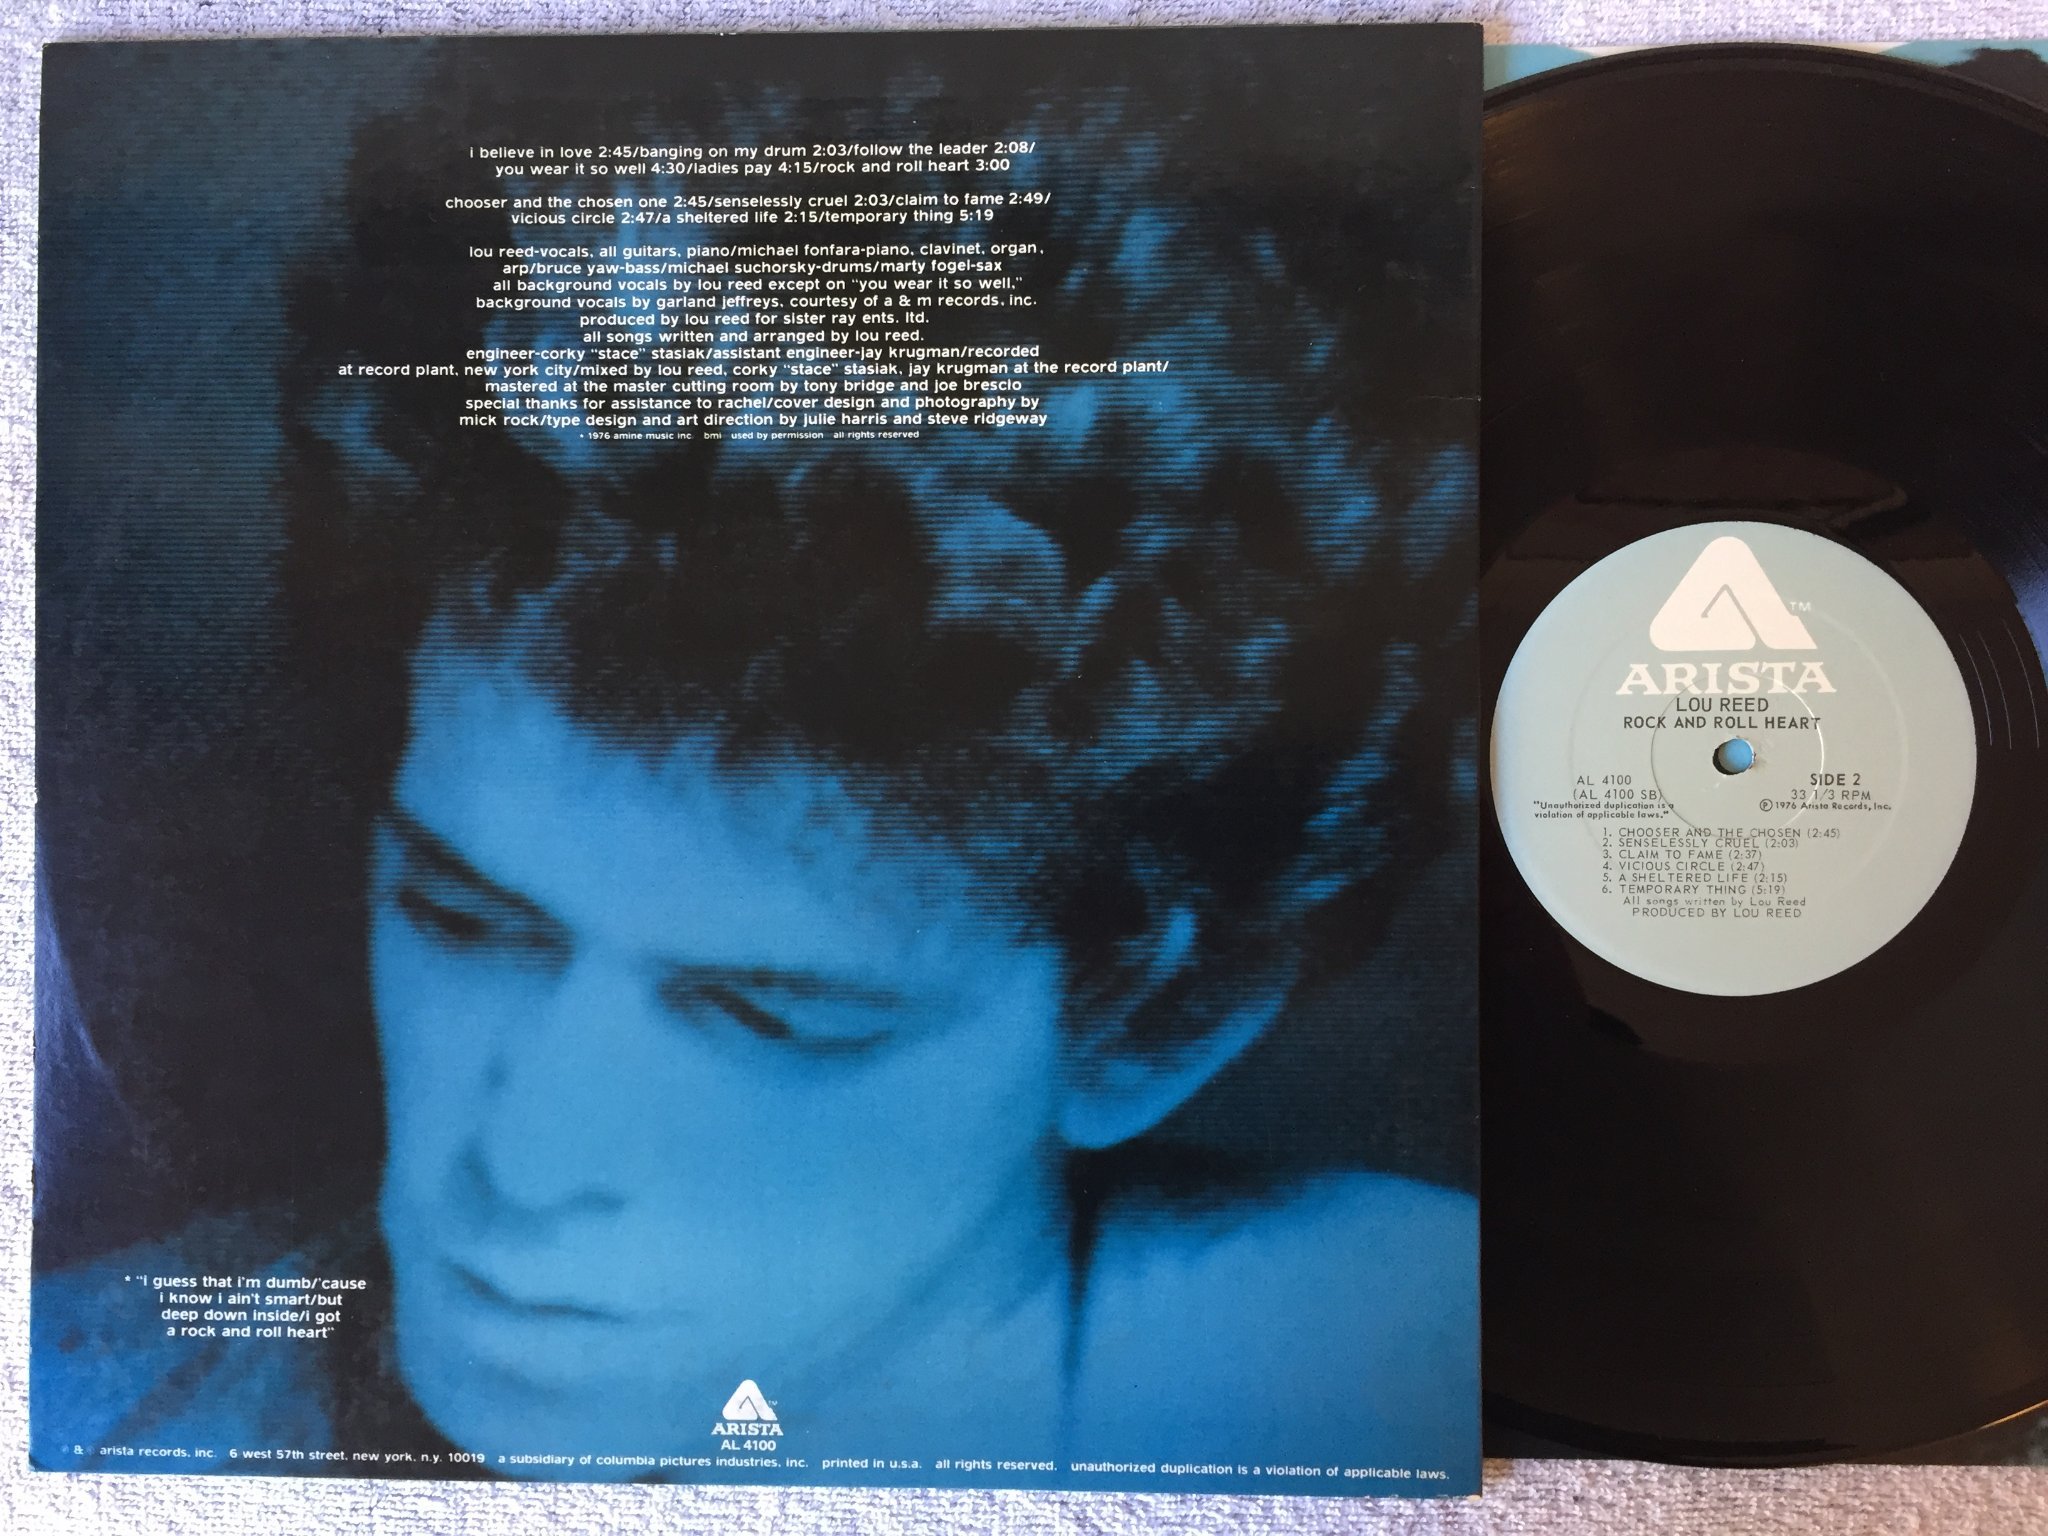 i believe in love 2:45/banging on my drum 2:03/follow the leader 2:08/
you wear it so well 4:30/ladies pay 4:15/rock and roll heart 3:00
chooser and the chosen one 2:45/senselessly cruel 2:03/claim to fame 2:49/
vicious circle 2:47/a sheltered life 2:15/temporary thing 5:19
lou reed-vocals, all guitars, piano/michael fonfara-piano, clavinet, organ,
arp/bruce yaw-bass/michael suchorsky-drums/marty fogel-sax
all background vocals by lou reed except on "you wear it so well,"
background vocals by garland jeffreys, courtesy of a & m records, inc.
produced by lou reed for sister ray ents. ltd.
all songs written and arranged by lou reed.
engineer-corky "stace" stasiak/assistant engineer-jay krugman/recorded
at record plant, new york city/mixed by lou reed, corky "stace" stasiak, jay krugman at the record plant/
mastered at the master cutting room by tony bridge and joe brescio
special thanks for assistance to rachel/cover design and photography by
mick rock/type design and art direction by julie harris and steve ridgeway
* 1976 amine music inc. bmi used by permission all rights reserved
* "i guess that i'm dumb/'cause
i know i ain't smart/but
deep down inside/i got
a rock and roll heart"
TM
ARISTA
AL 4100
℗ & © arista records, inc. 6 west 57th street, new york, n.y. 10019 a subsidiary of columbia pictures industries, inc. printed in u.s.a. all rights reserved. unauthorized duplication is a violation of applicable laws.
TM
ARISTA
LOU REED
ROCK AND ROLL HEART
AL 4100
(AL 4100 SB)
"Unauthorized duplication is a
violation of applicable laws."
SIDE 2
33 1/3 RPM
℗ 1976 Arista Records, Inc.
1. CHOOSER AND THE CHOSEN (2:45)
2. SENSELESSLY CRUEL (2:03)
3. CLAIM TO FAME (2:37)
4. VICIOUS CIRCLE (2:47)
5. A SHELTERED LIFE (2:15)
6. TEMPORARY THING (5:19)
All songs written by Lou Reed
PRODUCED BY LOU REED